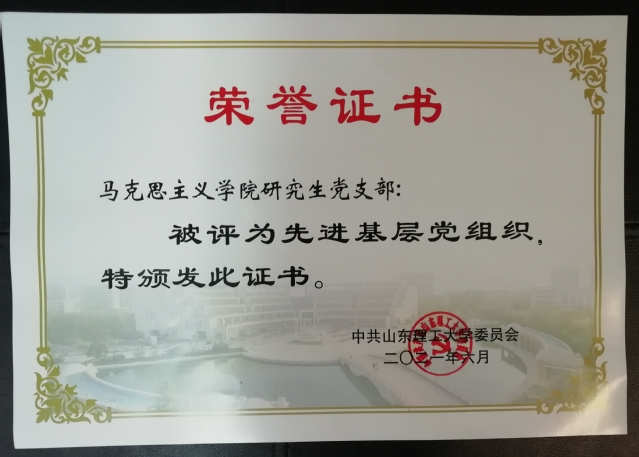 荣誉证书
马克思主义学院研究生党支部:
被评为先进基层党组织,
特颁发此证书。
中共山东理工大学委员会
二〇二一年六月